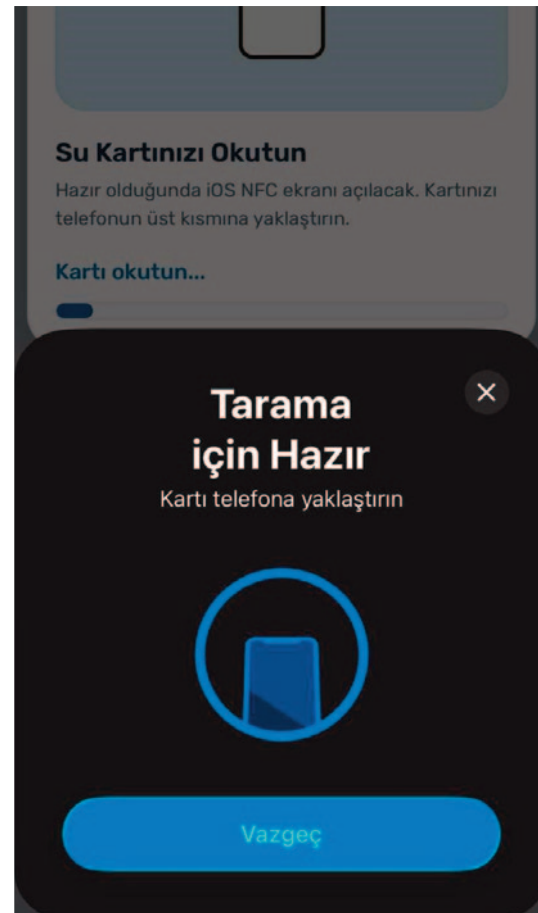 Su Kartınızı Okutun
Hazır olduğunda iOS NFC ekranı açılacak. Kartınızı
telefonun üst kısmına yaklaştırın.
Kartı okutun...
Tarama
için Hazır
Kartı telefona yaklaştırın
Vazgeç